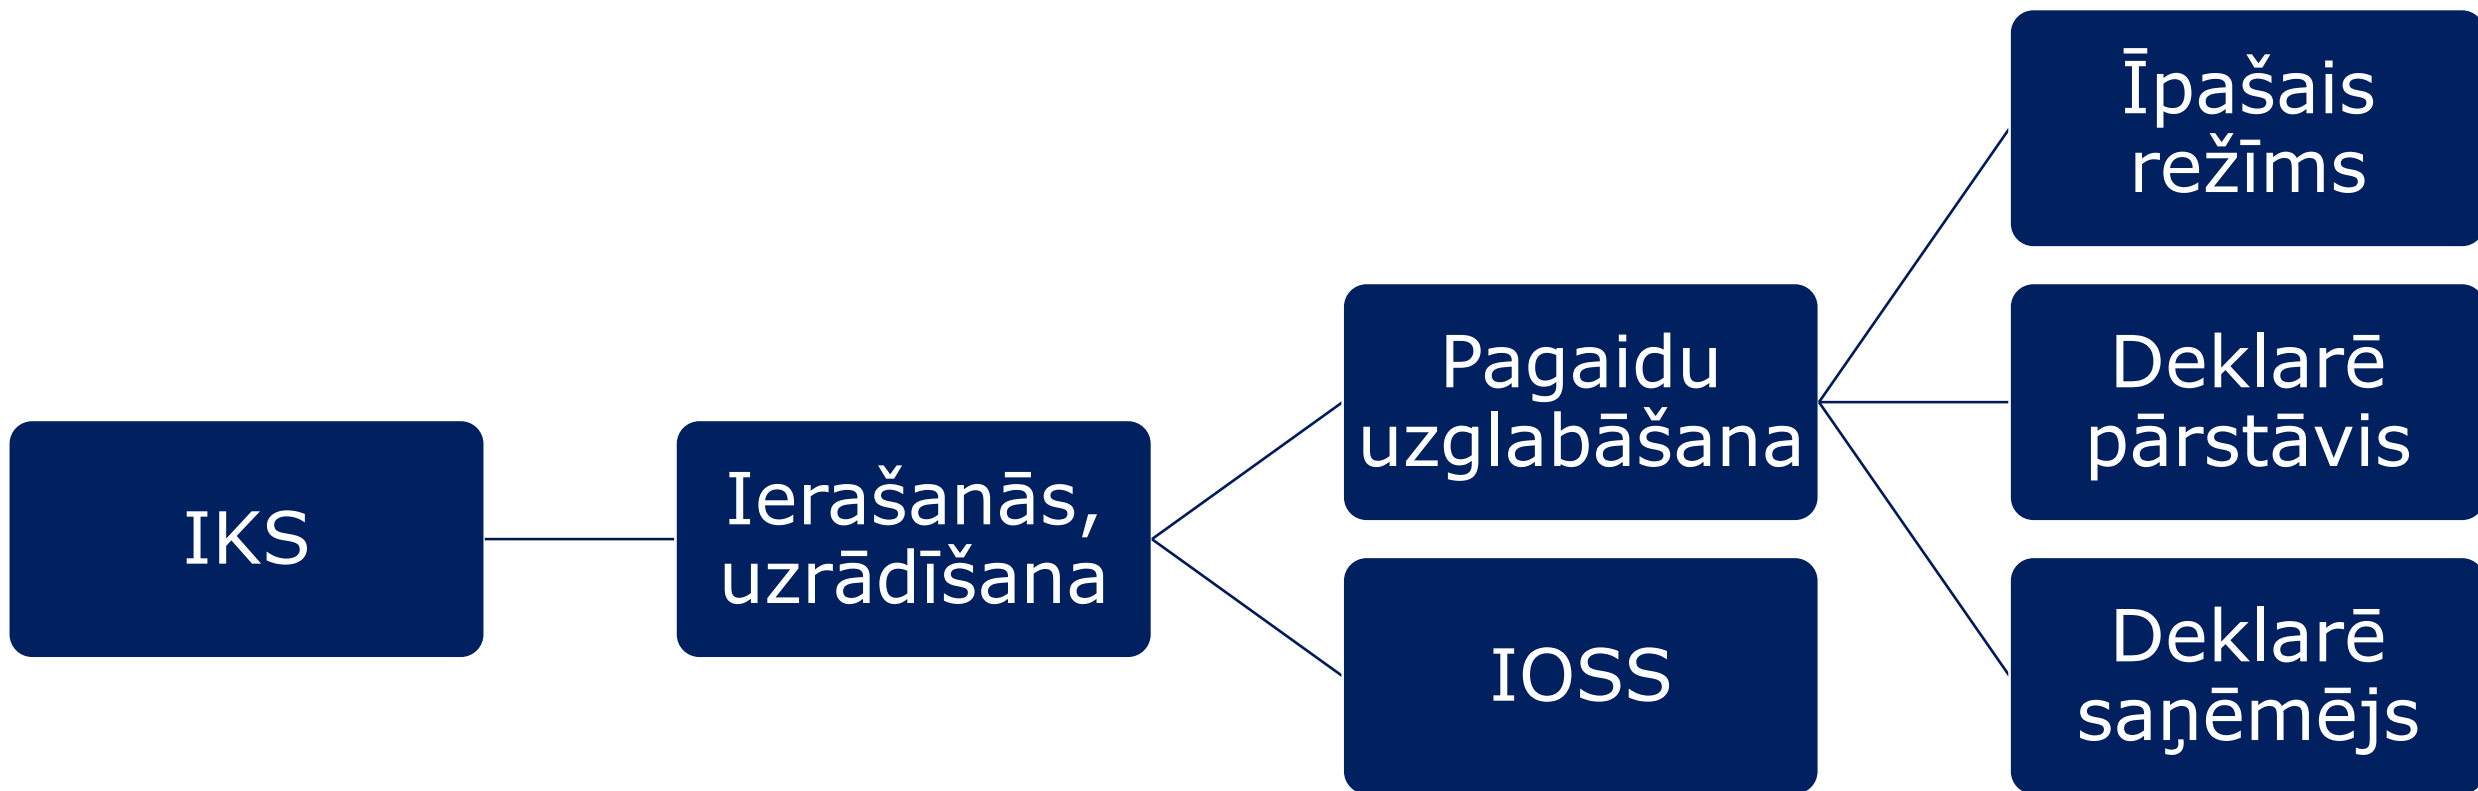 IKS
Ierašanās,
uzrādīšana
Pagaidu
uzglabāšana
IOSS
Īpašais
režīms
Deklarē
pārstāvis
Deklarē
saņēmējs